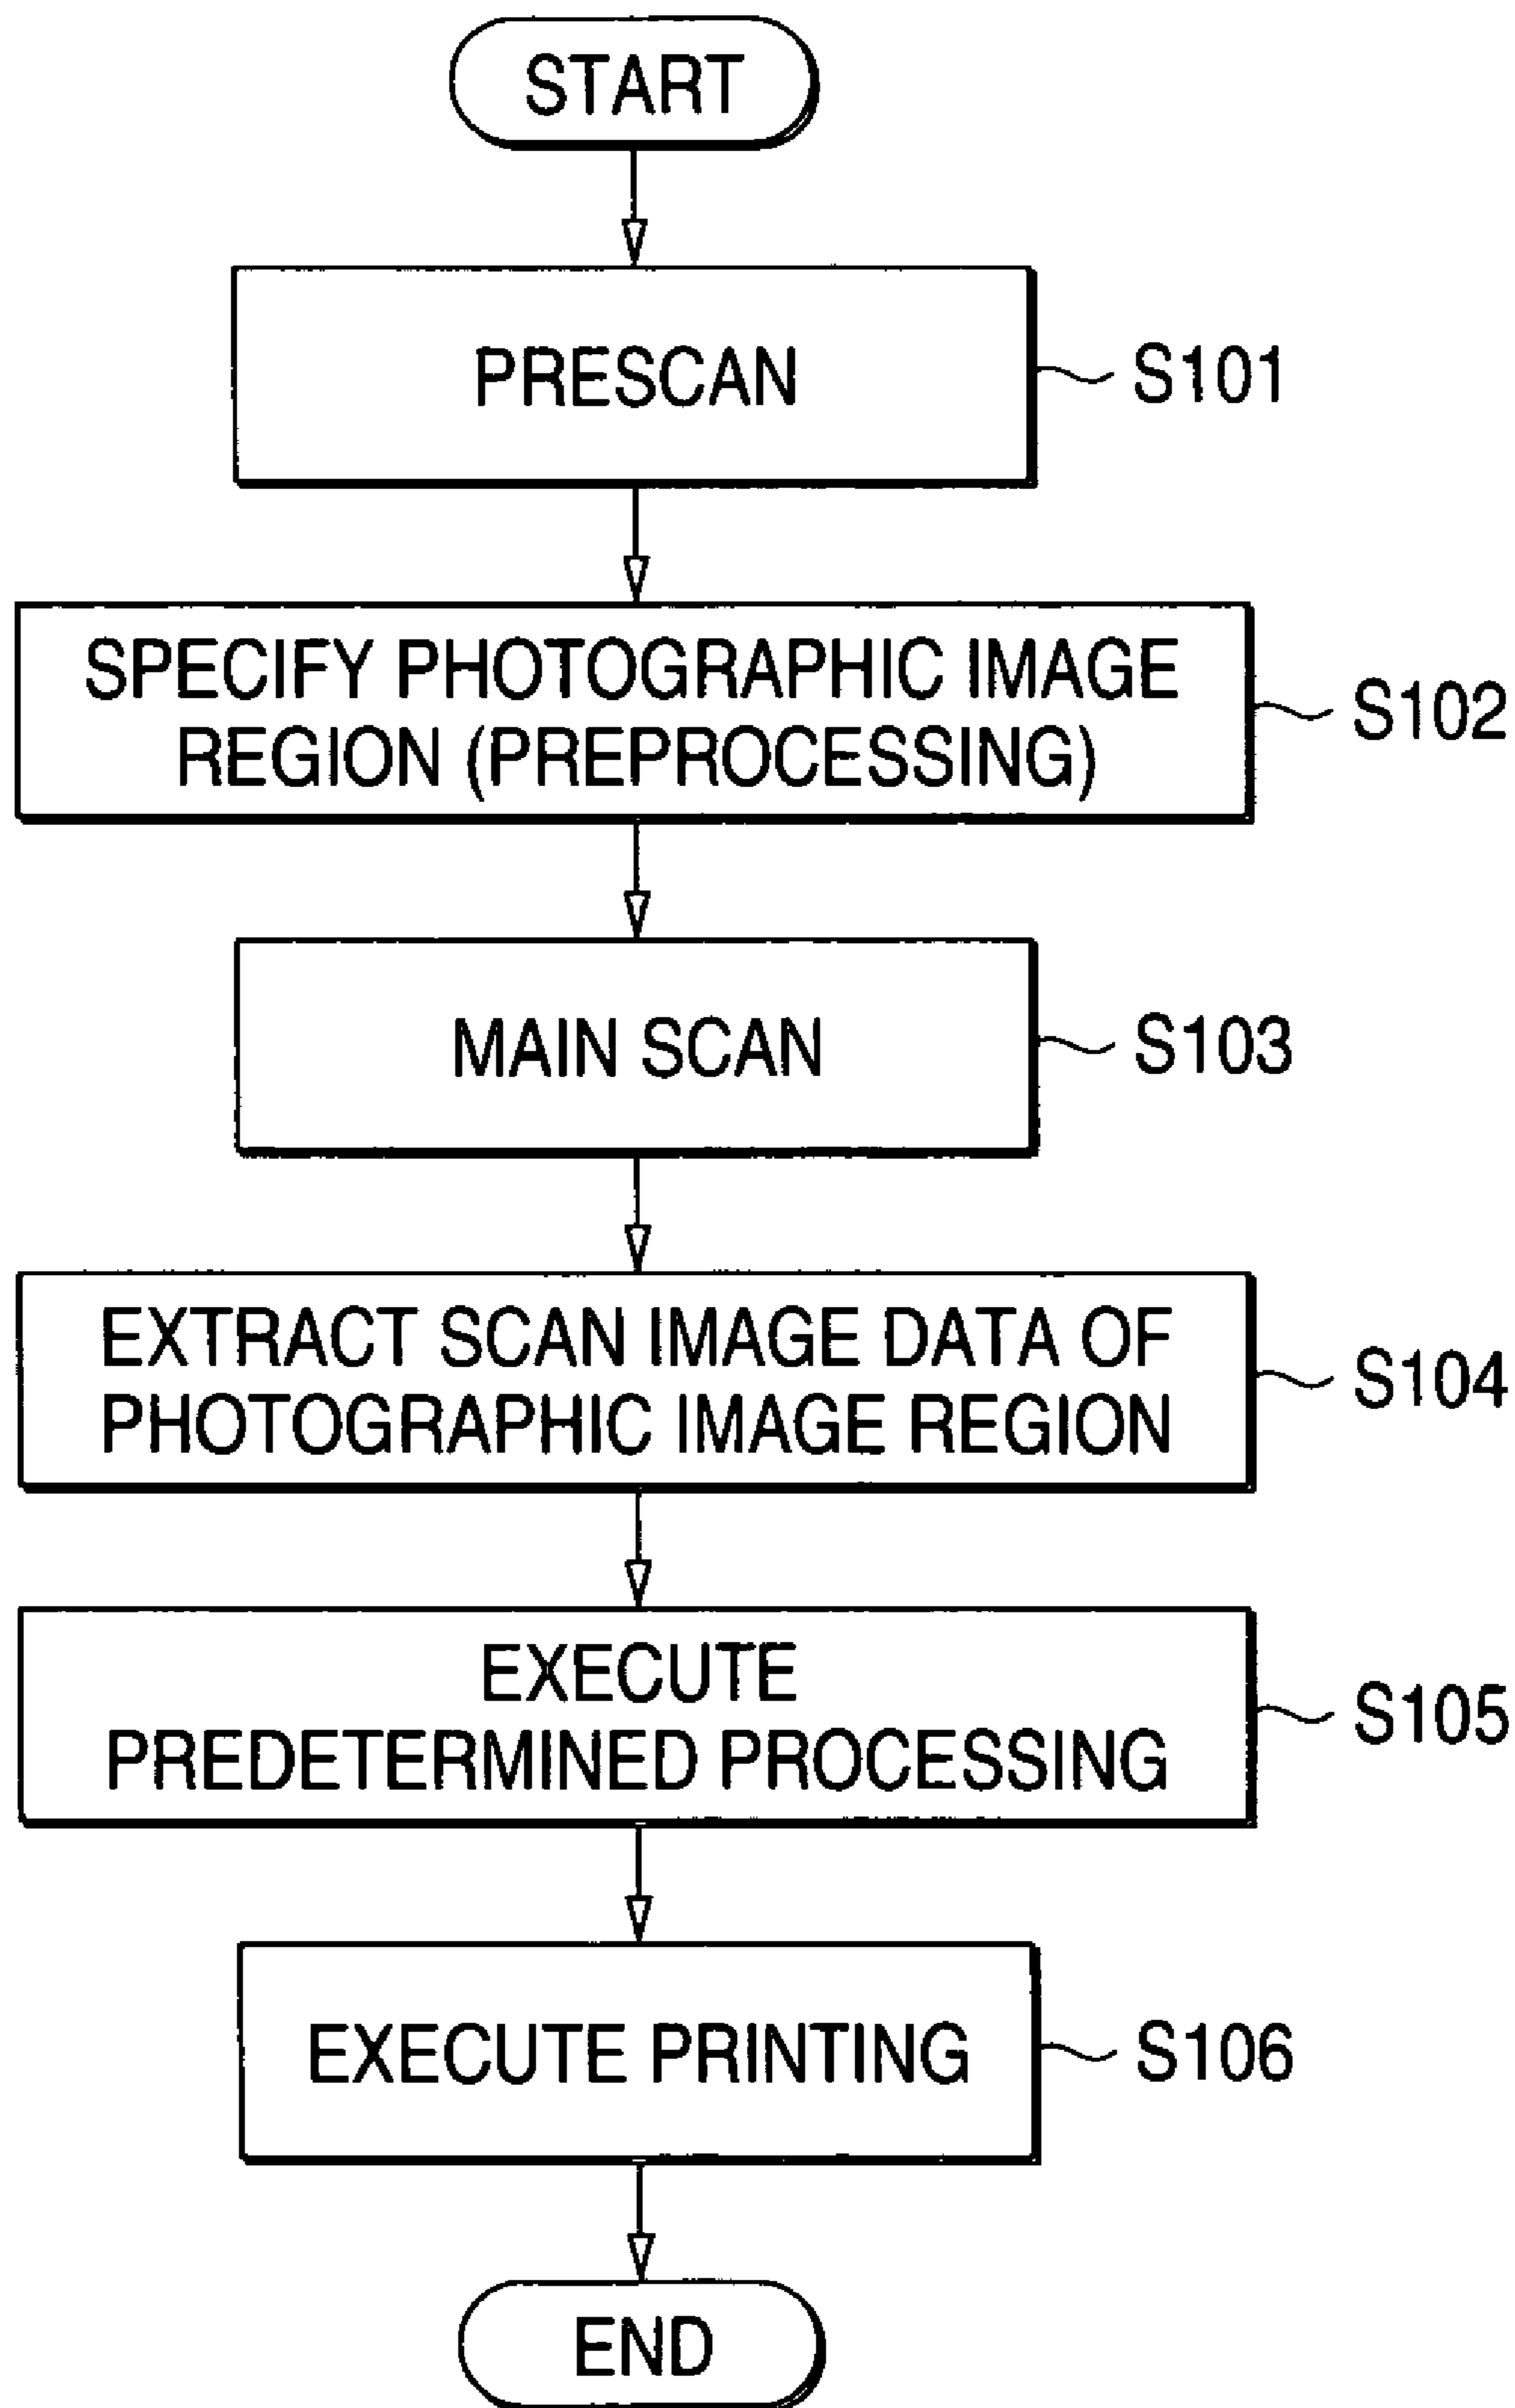 START
PRESCAN
S101
SPECIFY PHOTOGRAPHIC IMAGE
REGION (PREPROCESSING)
S102
MAIN SCAN
S103
EXTRACT SCAN IMAGE DATA OF
PHOTOGRAPHIC IMAGE REGION
S104
EXECUTE
PREDETERMINED PROCESSING
S105
EXECUTE PRINTING
S106
END